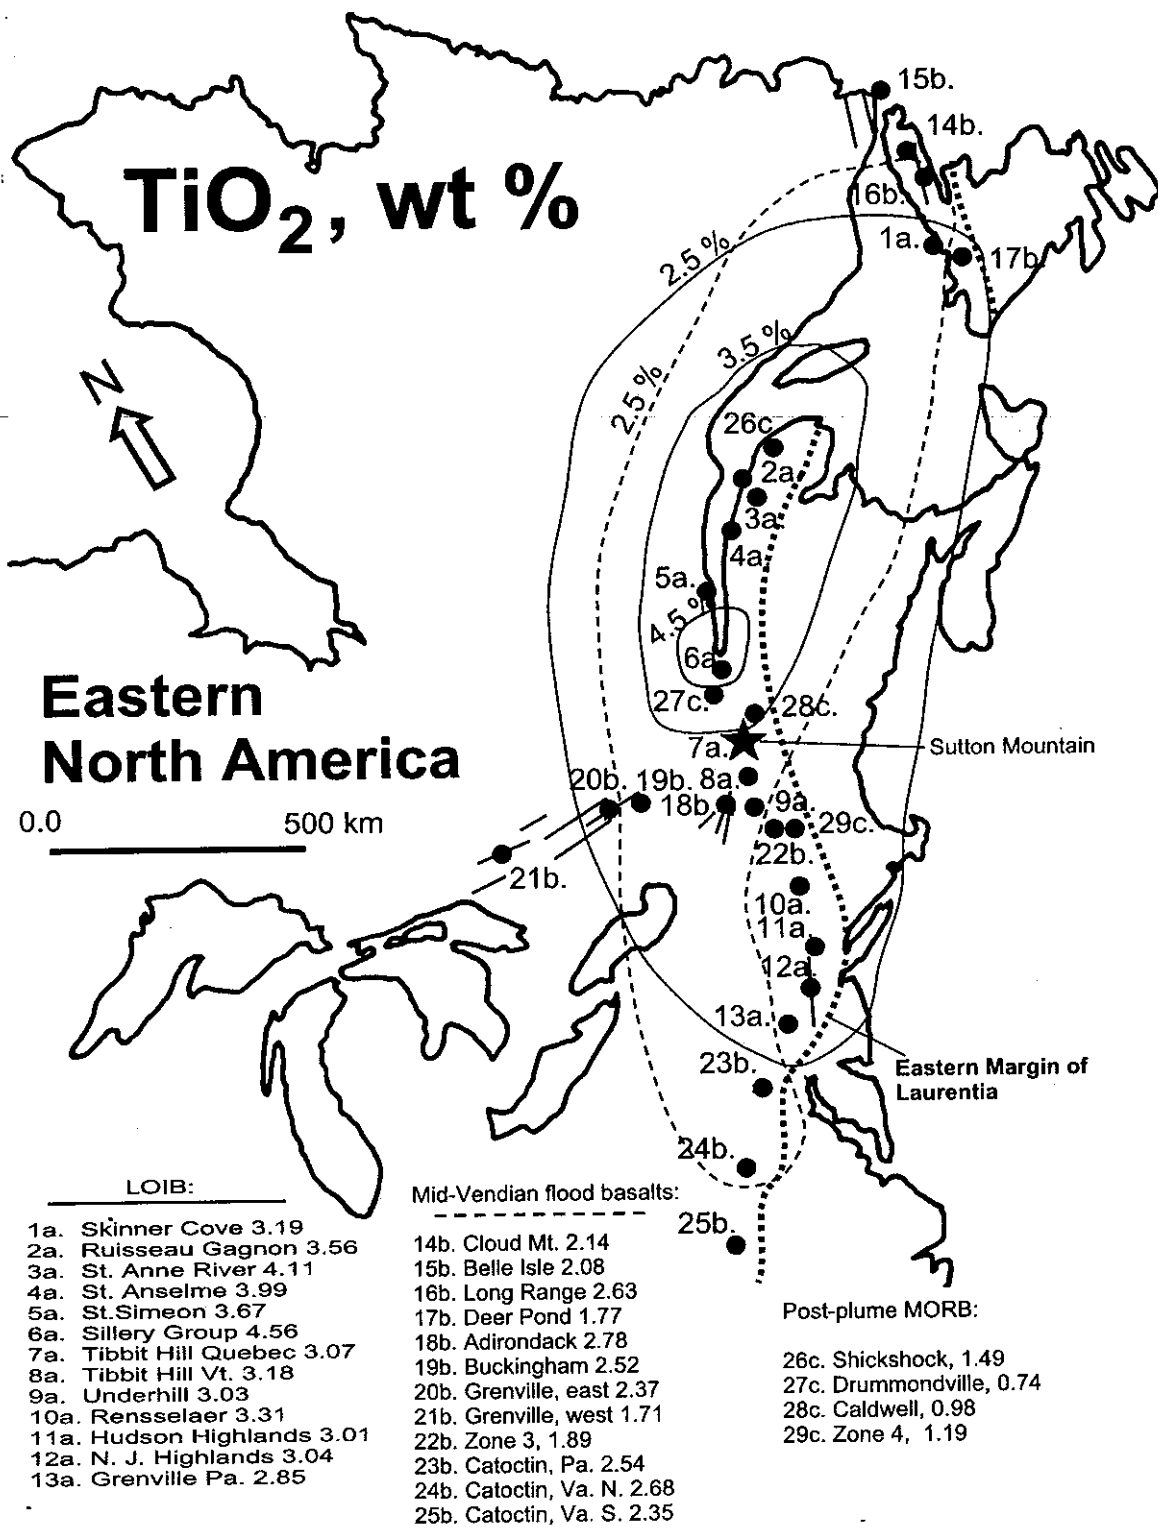 15b.
14b.
TiO2, wt %
16b.
1a.
17b.
2.5 %
3.5 %
2.5 %
N
26c
2a.
3a.
4a.
5a.
4.5 %
6a
27c.
28c.
Eastern
North America
7a.
Sutton Mountain
20b.
19b.
8a.
18b.
9a.
29c.
0.0
500 km
22b.
21b.
10a.
11a.
12a.
13a.
23b.
Eastern Margin of
Laurentia
24b.
25b.
LOIB:
1a. Skinner Cove 3.19
2a. Ruisseau Gagnon 3.56
3a. St. Anne River 4.11
4a. St. Anselme 3.99
5a. St.Simeon 3.67
6a. Sillery Group 4.56
7a. Tibbit Hill Quebec 3.07
8a. Tibbit Hill Vt. 3.18
9a. Underhill 3.03
10a. Rensselaer 3.31
11a. Hudson Highlands 3.01
12a. N. J. Highlands 3.04
13a. Grenville Pa. 2.85
Mid-Vendian flood basalts:
14b. Cloud Mt. 2.14
15b. Belle Isle 2.08
16b. Long Range 2.63
17b. Deer Pond 1.77
18b. Adirondack 2.78
19b. Buckingham 2.52
20b. Grenville, east 2.37
21b. Grenville, west 1.71
22b. Zone 3, 1.89
23b. Catoctin, Pa. 2.54
24b. Catoctin, Va. N. 2.68
25b. Catoctin, Va. S. 2.35
Post-plume MORB:
26c. Shickshock, 1.49
27c. Drummondville, 0.74
28c. Caldwell, 0.98
29c. Zone 4, 1.19